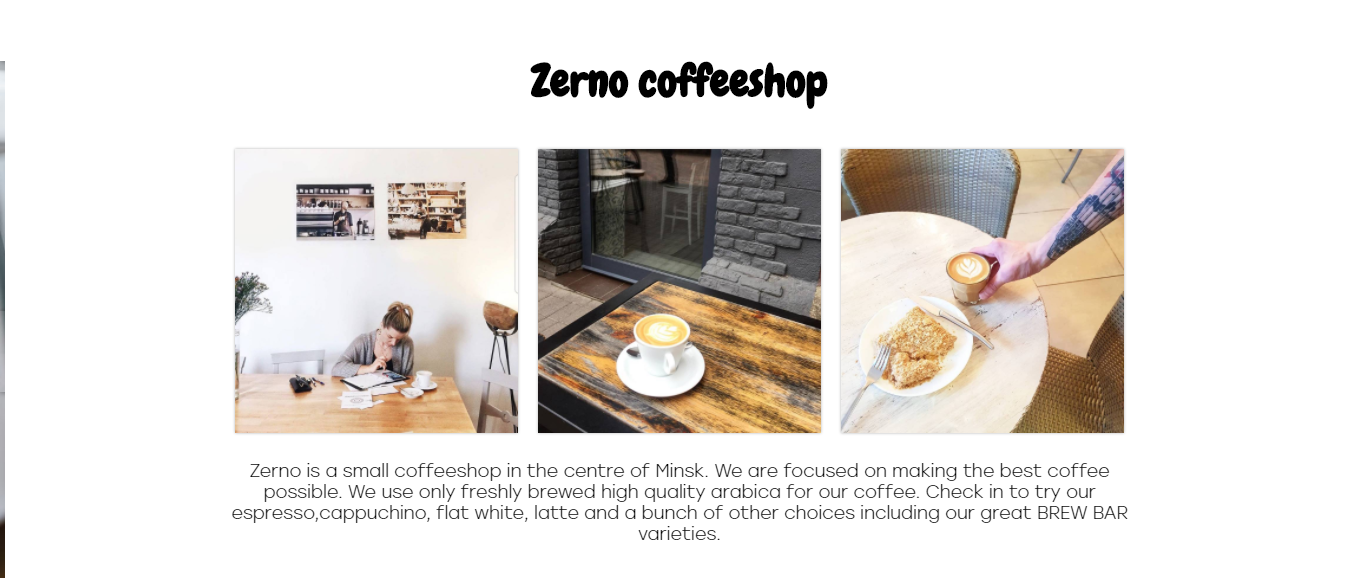 Zerno coffeeshop
Zerno is a small coffeeshop in the centre of Minsk. We are focused on making the best coffee
possible. We use only freshly brewed high quality arabica for our coffee. Check in to try our
espresso,cappuchino, flat white, latte and a bunch of other choices including our great BREW BAR
varieties.